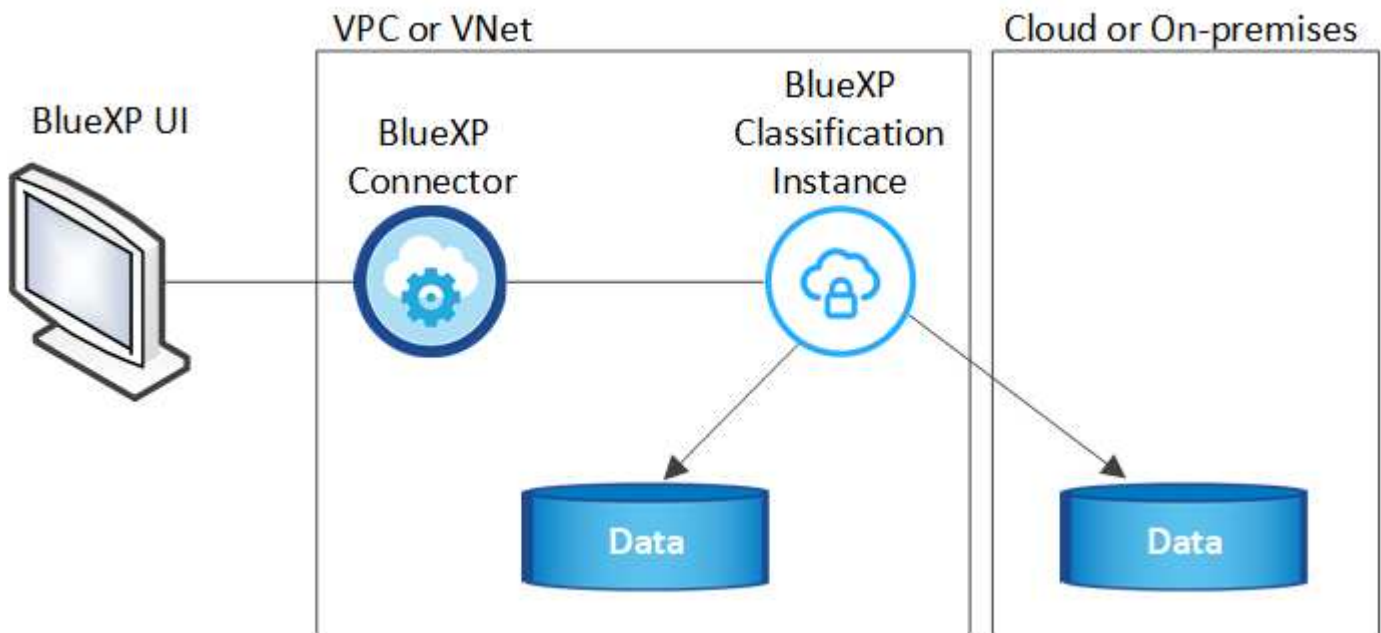 VPC or VNet
Cloud or On-premises
BlueXP UI
BlueXP
Connector
BlueXP
Classification
Instance
Data
Data